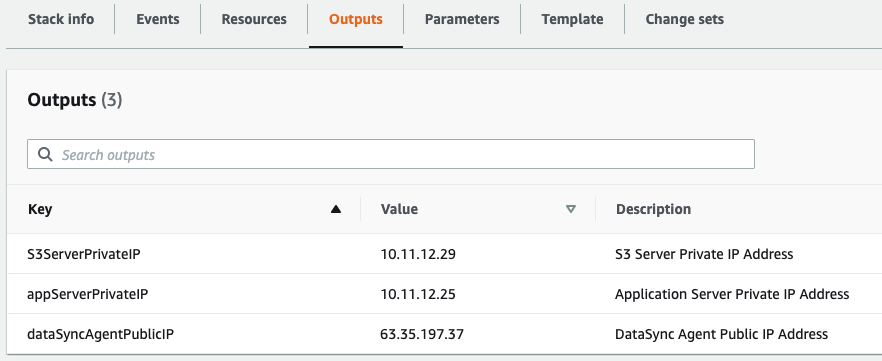 Stack info Events Resources Outputs Parameters Template Change sets
Outputs (3)
Search outputs
Key Value Description
S3ServerPrivateIP 10.11.12.29 S3 Server Private IP Address
appServerPrivateIP 10.11.12.25 Application Server Private IP Address
dataSyncAgentPublicIP 63.35.197.37 DataSync Agent Public IP Address